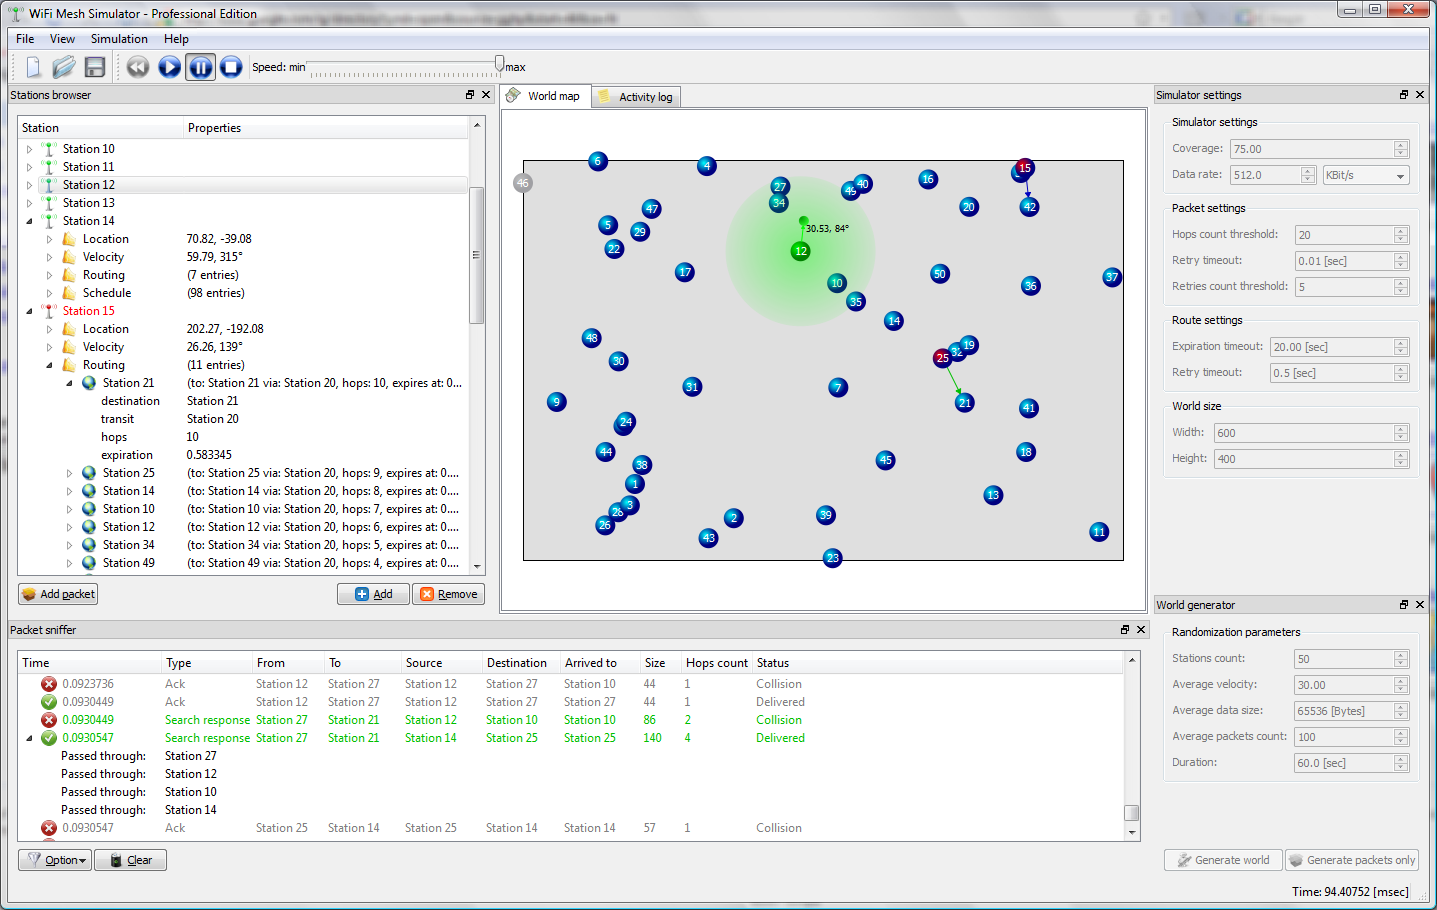 WiFi Mesh Simulator - Professional Edition
File View Simulation Help
Speed: min max
Stations browser
Station Properties
Station 10
Station 11
Station 12
Station 13
Station 14
Location 70.82, -39.08
Velocity 59.79, 315°
Routing (7 entries)
Schedule (98 entries)
Station 15
Location 202.27, -192.08
Velocity 26.26, 139°
Routing (11 entries)
Station 21 (to: Station 21 via: Station 20, hops: 10, expires at: 0....
destination Station 21
transit Station 20
hops 10
expiration 0.583345
Station 25 (to: Station 25 via: Station 20, hops: 9, expires at: 0....
Station 14 (to: Station 14 via: Station 20, hops: 8, expires at: 0....
Station 10 (to: Station 10 via: Station 20, hops: 7, expires at: 0....
Station 12 (to: Station 12 via: Station 20, hops: 6, expires at: 0....
Station 34 (to: Station 34 via: Station 20, hops: 5, expires at: 0....
Station 49 (to: Station 49 via: Station 20, hops: 4, expires at: 0....
Add packet Add Remove
World map Activity log
6
4
15
46
27
49
40
16
34
47
20
42
5
29
30.53, 84°
22
12
17
50
37
10
36
35
14
48
19
32
25
30
31
7
9
21
41
24
44
18
45
38
1
13
3
28
26
39
2
11
43
23
Simulator settings
Simulator settings
Coverage: 75.00
Data rate: 512.0 KBit/s
Packet settings
Hops count threshold: 20
Retry timeout: 0.01 [sec]
Retries count threshold: 5
Route settings
Expiration timeout: 20.00 [sec]
Retry timeout: 0.5 [sec]
World size
Width: 600
Height: 400
World generator
Randomization parameters
Stations count: 50
Average velocity: 30.00
Average data size: 65536 [Bytes]
Average packets count: 100
Duration: 60.0 [sec]
Generate world Generate packets only
Packet sniffer
Time Type From To Source Destination Arrived to Size Hops count Status
0.0923736 Ack Station 12 Station 27 Station 12 Station 27 Station 10 44 1 Collision
0.0930449 Ack Station 12 Station 27 Station 12 Station 27 Station 27 44 1 Delivered
0.0930449 Search response Station 27 Station 21 Station 12 Station 10 Station 10 86 2 Collision
0.0930547 Search response Station 27 Station 21 Station 14 Station 25 Station 25 140 4 Delivered
Passed through: Station 27
Passed through: Station 12
Passed through: Station 10
Passed through: Station 14
0.0930547 Ack Station 25 Station 14 Station 25 Station 14 Station 14 57 1 Collision
Option Clear
Time: 94.40752 [msec]